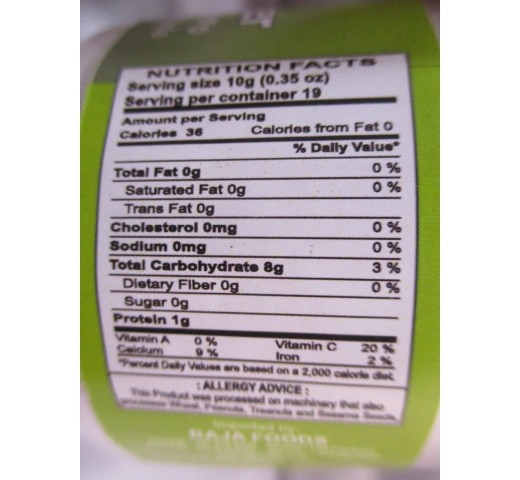 NUTRITION FACTS
Serving size 10g (0.35 oz)
Serving per container 19
Amount per Serving
Calories 36 Calories from Fat 0
% Daily Value*
Total Fat 0g 0 %
Saturated Fat 0g 0 %
Trans Fat 0g
Cholesterol 0mg 0 %
Sodium 0mg 0 %
Total Carbohydrate 8g 3 %
Dietary Fiber 0g 0 %
Sugar 0g
Protein 1g
Vitamin A 0 % Vitamin C 20 %
Calcium 9 % Iron 2 %
*Percent Daily Values are based on a 2,000 calorie diet.
: ALLERGY ADVICE :
This Product was processed on machinary that also
processes Wheat, Peanuts, Treenuts and Sesame Seeds.
Imported by:
RAJA FOODS